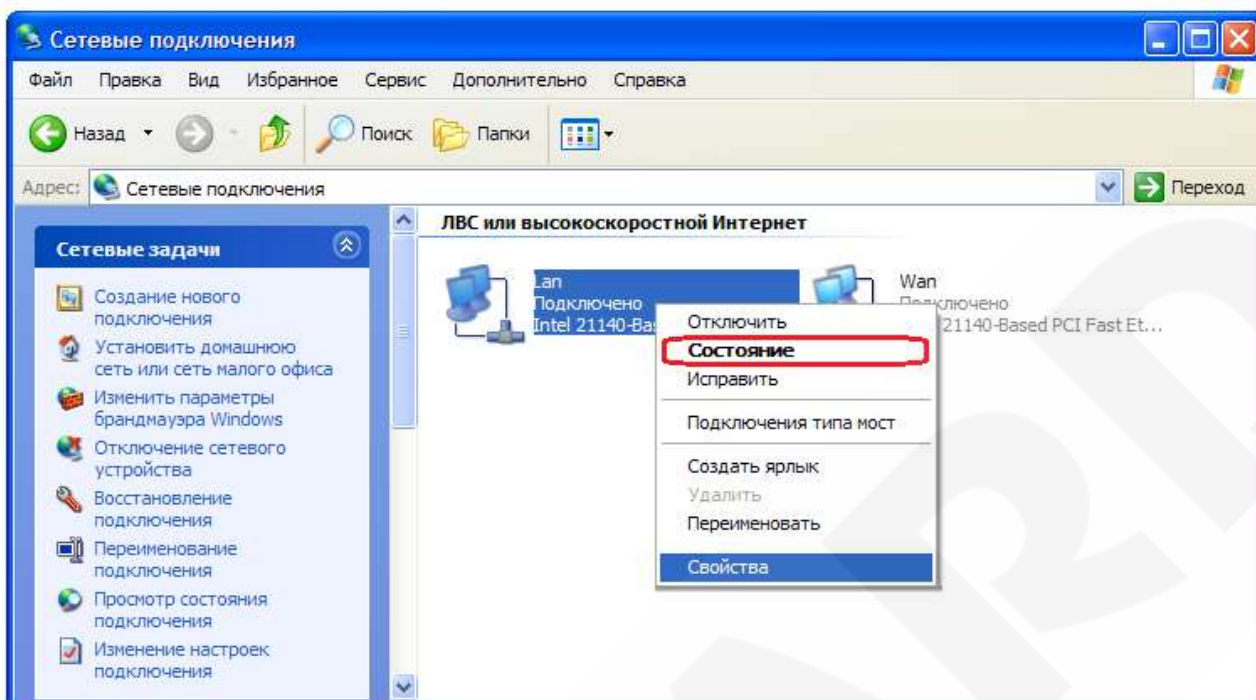 Сетевые подключения
Файл Правка Вид Избранное Сервис Дополнительно Справка
Назад Поиск Папки
Адрес: Сетевые подключения Переход
Сетевые задачи
Создание нового
подключения
Установить домашнюю
сеть или сеть малого офиса
Изменить параметры
брандмауэра Windows
Отключение сетевого
устройства
Восстановление
подключения
Переименование
подключения
Просмотр состояния
подключения
Изменение настроек
подключения
ЛВС или высокоскоростной Интернет
Lan
Подключено
Intel 21140-Ba
Wan
Подключено
21140-Based PCI Fast Et...
Отключить
Состояние
Исправить
Подключения типа мост
Создать ярлык
Удалить
Переименовать
Свойства